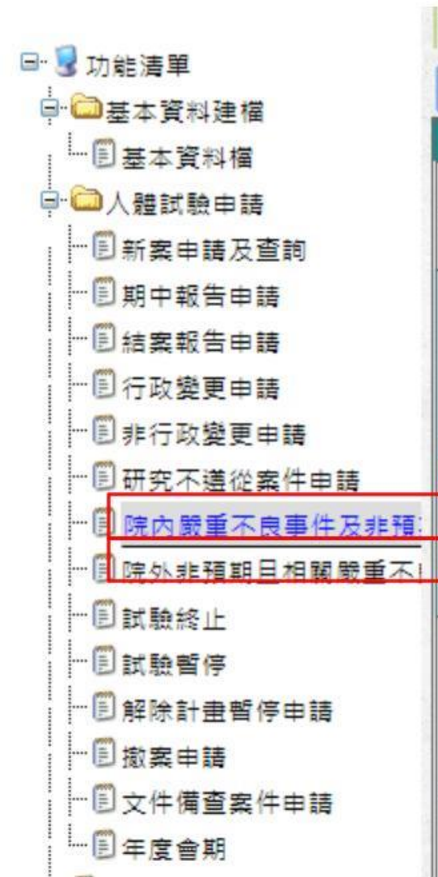 功能清單
基本資料建檔
基本資料檔
人體試驗申請
新案申請及查詢
期中報告申請
結案報告申請
行政變更申請
非行政變更申請
研究不遵從案件申請
院內嚴重不良事件及非預
院外非預期且相關嚴重不
試驗終止
試驗暫停
解除計畫暫停申請
撤案申請
文件備查案件申請
年度會期